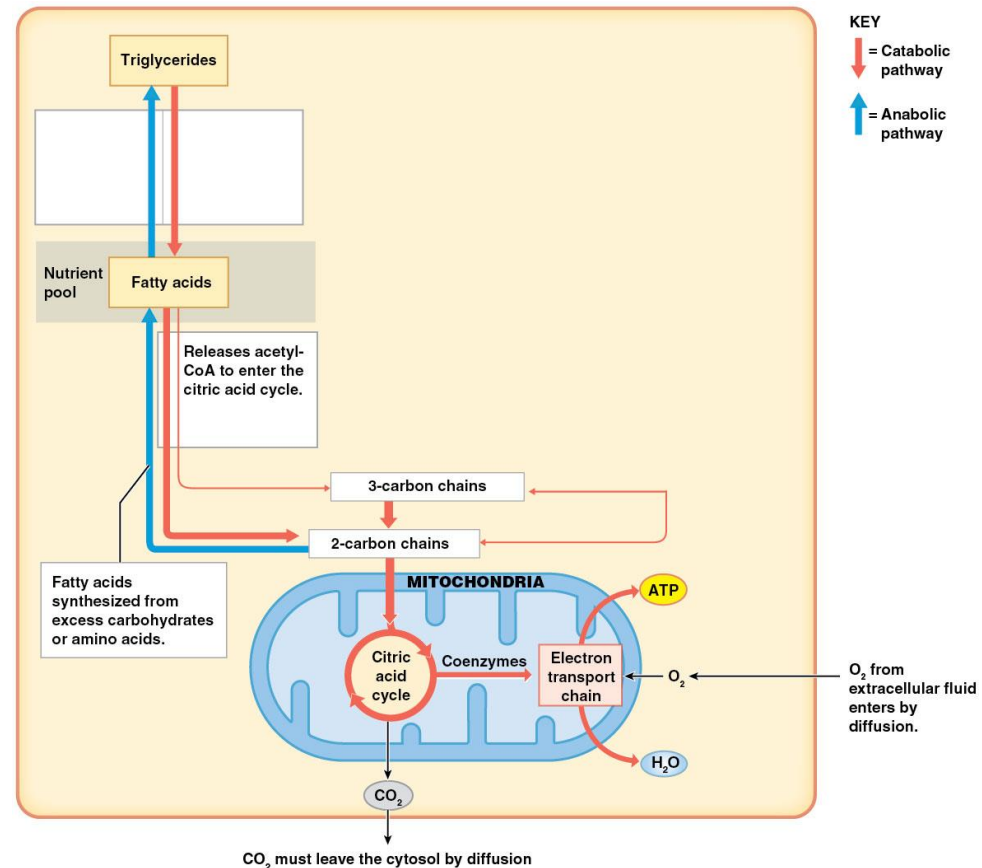 KEY
= Catabolic
pathway
= Anabolic
pathway
Triglycerides
Nutrient
pool
Fatty acids
Releases acetyl-
CoA to enter the
citric acid cycle.
3-carbon chains
2-carbon chains
Fatty acids
synthesized from
excess carbohydrates
or amino acids.
MITOCHONDRIA
Citric
acid
cycle
Coenzymes
Electron
transport
chain
ATP
O₂
H₂O
O₂ from
extracellular fluid
enters by
diffusion.
CO₂
CO₂ must leave the cytosol by diffusion